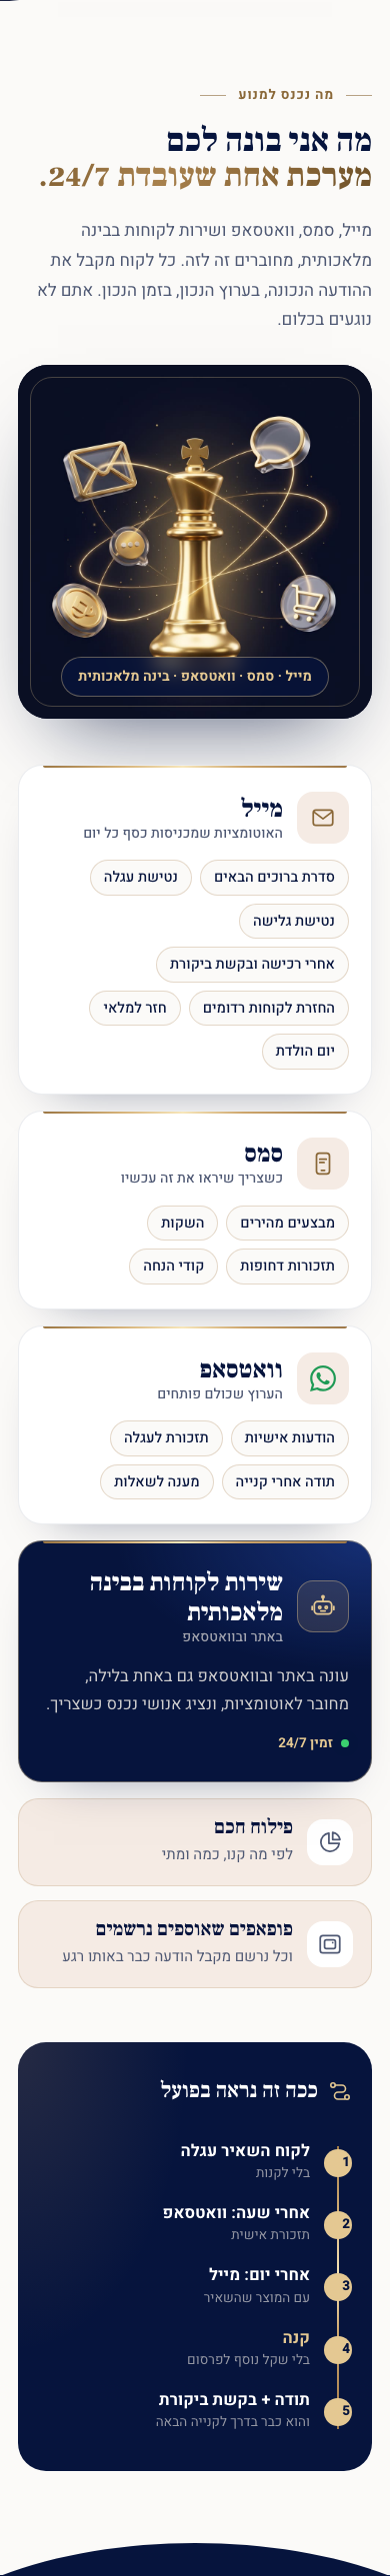 מה נכנס למנוע
מה אני בונה לכם
מערכת אחת שעובדת 24/7.
מייל, סמס, וואטסאפ ושירות לקוחות בבינה
מלאכותית, מחוברים זה לזה. כל לקוח מקבל את
ההודעה הנכונה, בערוץ הנכון, בזמן הנכון. אתם לא
נוגעים בכלום.
מייל · סמס · וואטסאפ · בינה מלאכותית
מייל
האוטומציות שמכניסות כסף כל יום
סדרת ברוכים הבאים
נטישת עגלה
נטישת גלישה
אחרי רכישה ובקשת ביקורת
החזרת לקוחות רדומים
חזר למלאי
יום הולדת
סמס
כשצריך שיראו את זה עכשיו
מבצעים מהירים
השקות
תזכורות דחופות
קודי הנחה
וואטסאפ
הערוץ שכולם פותחים
הודעות אישיות
תזכורת לעגלה
תודה אחרי קנייה
מענה לשאלות
שירות לקוחות בבינה
מלאכותית
באתר ובוואטסאפ
עונה באתר ובוואטסאפ גם באחת בלילה,
מחובר לאוטומציות, ונציג אנושי נכנס כשצריך.
זמין 24/7
פילוח חכם
לפי מה קנו, כמה ומתי
פופאפים שאוספים נרשמים
וכל נרשם מקבל הודעה כבר באותו רגע
ככה זה נראה בפועל
1
לקוח השאיר עגלה
בלי לקנות
2
אחרי שעה: וואטסאפ
תזכורת אישית
3
אחרי יום: מייל
עם המוצר שהשאיר
4
קנה
בלי שקל נוסף לפרסום
5
תודה + בקשת ביקורת
והוא כבר בדרך לקנייה הבאה